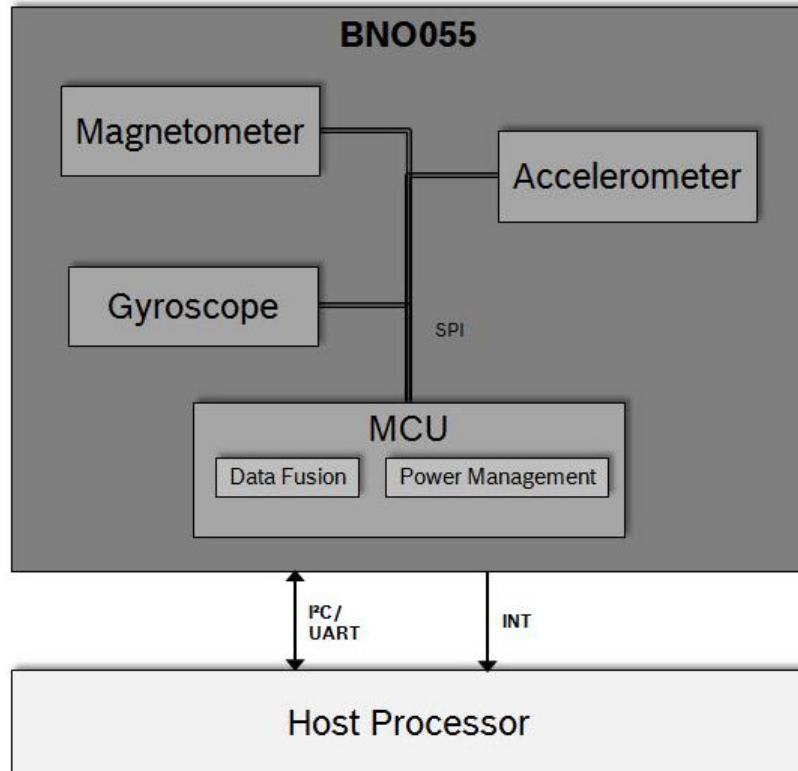 BNO055
Magnetometer
Accelerometer
Gyroscope
SPI
MCU
Data Fusion
Power Management
I²C/
UART
INT
Host Processor